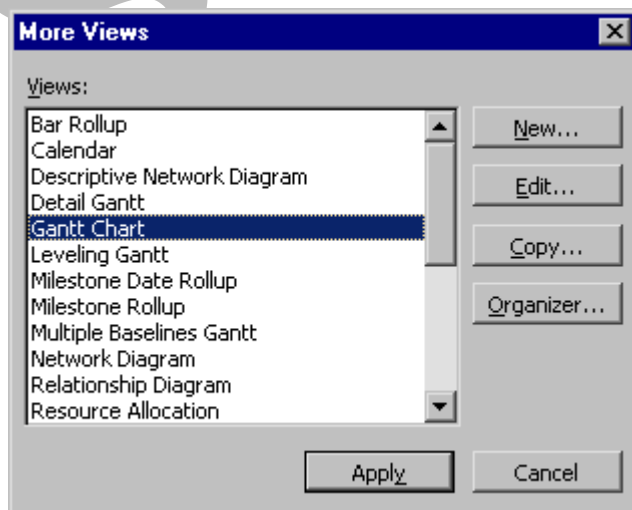 More Views
Views:
Bar Rollup
Calendar
Descriptive Network Diagram
Detail Gantt
Gantt Chart
Leveling Gantt
Milestone Date Rollup
Milestone Rollup
Multiple Baselines Gantt
Network Diagram
Relationship Diagram
Resource Allocation
New...
Edit...
Copy...
Organizer...
Apply
Cancel